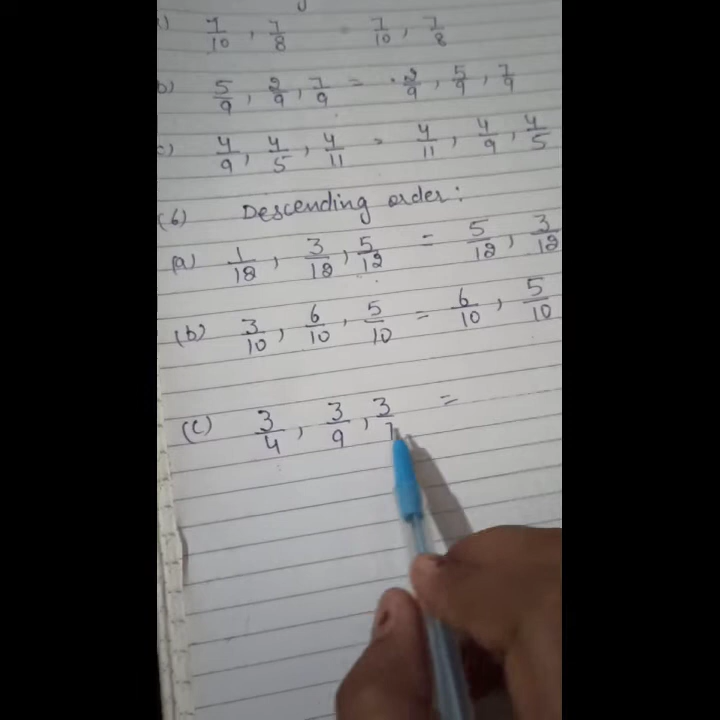 7/10, 7/8 = 7/10, 7/8
b) 5/9, 2/9, 7/9 = 2/9, 5/9, 7/9
c) 4/9, 4/5, 4/11 = 4/11, 4/9, 4/5
(6) Descending order:
(a) 1/12, 3/12, 5/12 = 5/12, 3/12
(b) 3/10, 6/10, 5/10 = 6/10, 5/10
(c) 3/4, 3/9, 3/7 =